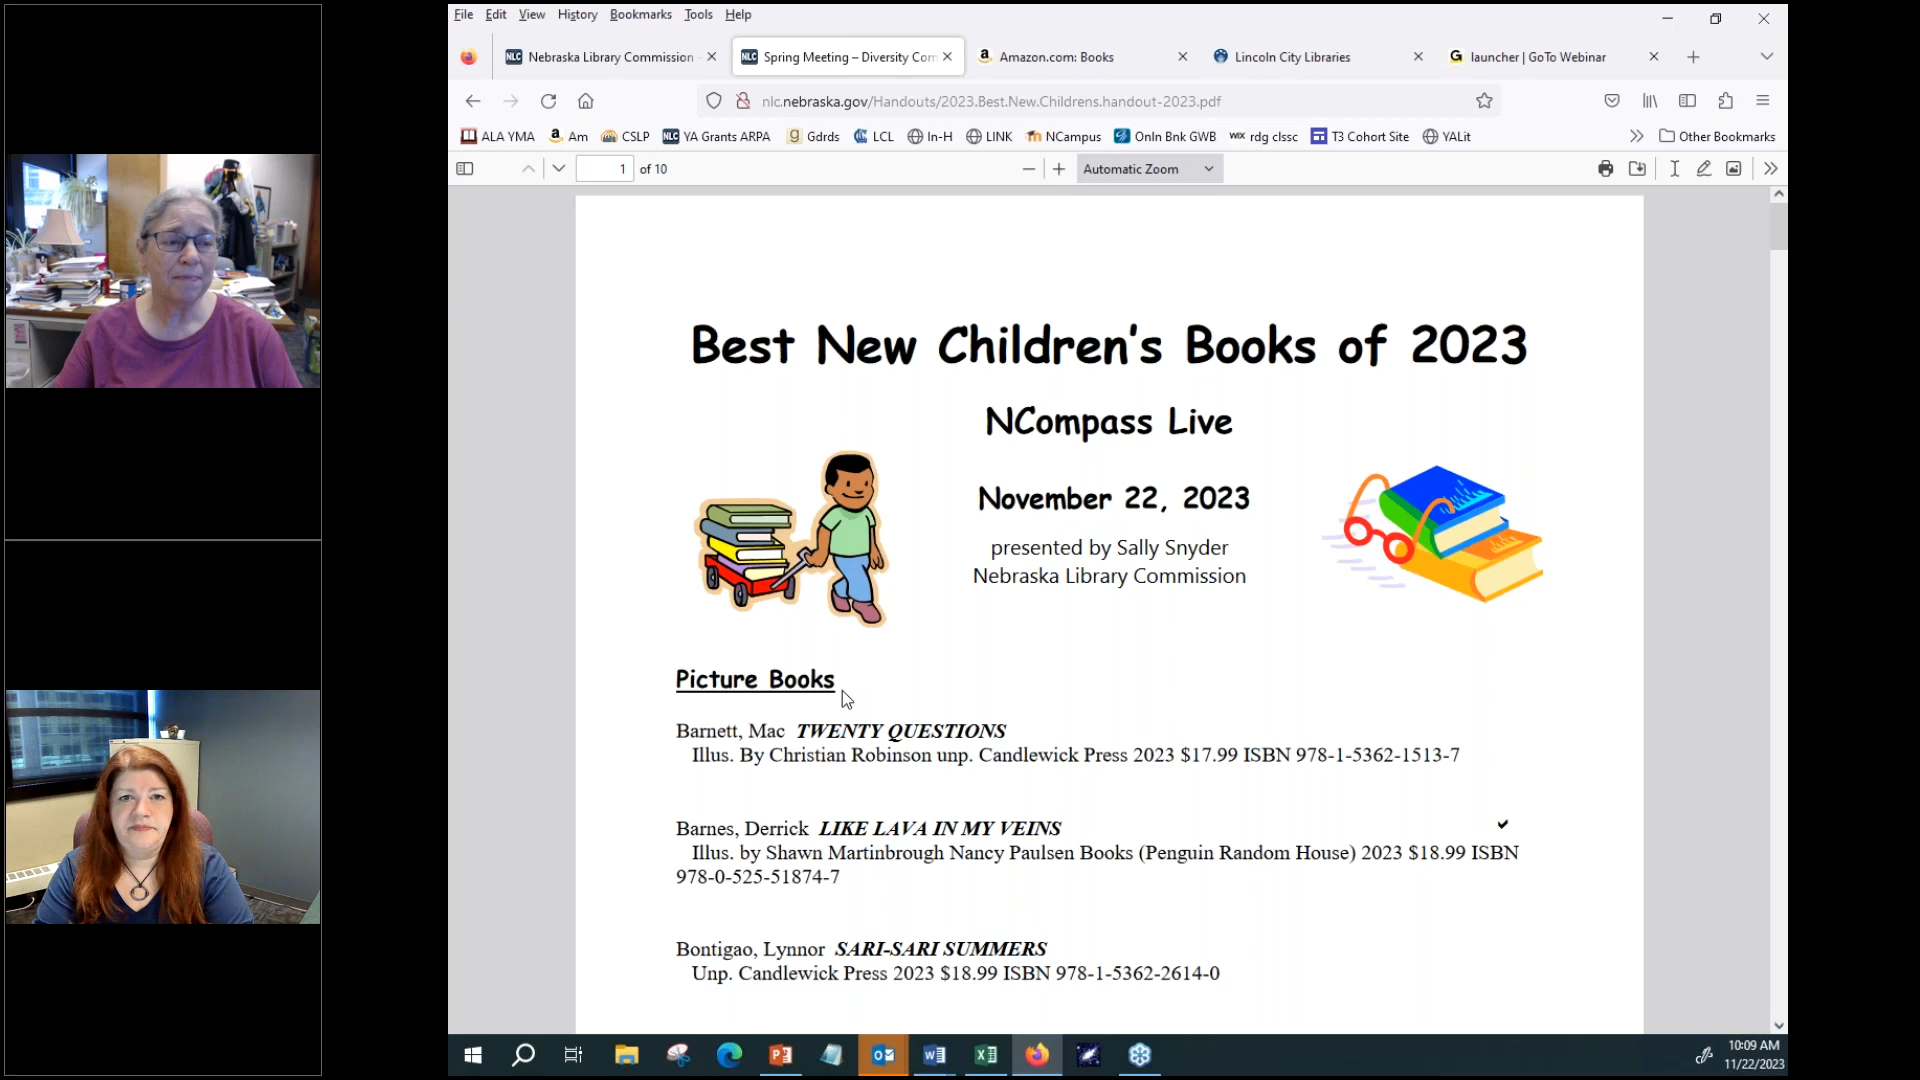 File Edit View History Bookmarks Tools Help
Nebraska Library Commission -
Spring Meeting – Diversity Com
Amazon.com: Books
Lincoln City Libraries
launcher | GoTo Webinar
nlc.nebraska.gov/Handouts/2023.Best.New.Childrens.handout-2023.pdf
ALA YMA Am CSLP YA Grants ARPA Gdrds LCL In-H LINK NCampus Onln Bnk GWB rdg clssc T3 Cohort Site YALit Other Bookmarks
1 of 10 Automatic Zoom
Best New Children's Books of 2023
NCompass Live
November 22, 2023
presented by Sally Snyder
Nebraska Library Commission
Picture Books
Barnett, Mac TWENTY QUESTIONS
Illus. By Christian Robinson unp. Candlewick Press 2023 $17.99 ISBN 978-1-5362-1513-7
Barnes, Derrick LIKE LAVA IN MY VEINS
Illus. by Shawn Martinbrough Nancy Paulsen Books (Penguin Random House) 2023 $18.99 ISBN
978-0-525-51874-7
Bontigao, Lynnor SARI-SARI SUMMERS
Unp. Candlewick Press 2023 $18.99 ISBN 978-1-5362-2614-0
10:09 AM
11/22/2023